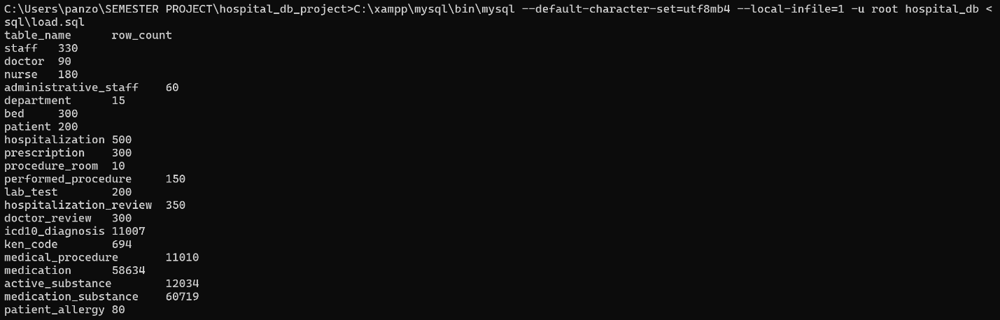 C:\Users\panzo\SEMESTER PROJECT\hospital_db_project>C:\xampp\mysql\bin\mysql --default-character-set=utf8mb4 --local-infile=1 -u root hospital_db <
sql\load.sql
table_name      row_count
staff   330
doctor  90
nurse   180
administrative_staff    60
department      15
bed     300
patient 200
hospitalization 500
prescription    300
procedure_room  10
performed_procedure     150
lab_test        200
hospitalization_review  350
doctor_review   300
icd10_diagnosis 11007
ken_code        694
medical_procedure       11010
medication      58634
active_substance        12034
medication_substance    60719
patient_allergy 80